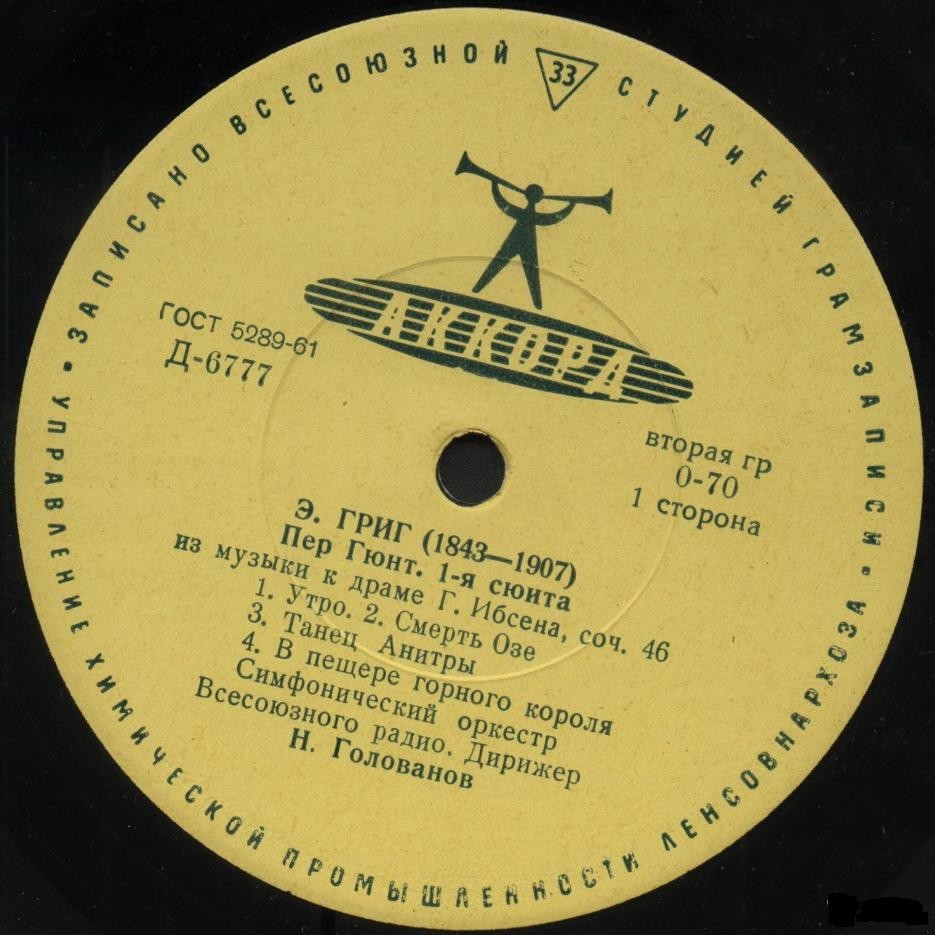 ЗАПИСАНО ВСЕСОЮЗНОЙ 33 СТУДИЕЙ ГРАМЗАПИСИ •
УПРАВЛЕНИЕ ХИМИЧЕСКОЙ ПРОМЫШЛЕННОСТИ ЛЕНСОВНАРХОЗА •
АККОРД
ГОСТ 5289-61
Д-6777
вторая гр
0-70
1 сторона
Э. ГРИГ (1843—1907)
Пер Гюнт. 1-я сюита
из музыки к драме Г. Ибсена, соч. 46
1. Утро. 2. Смерть Озе
3. Танец Анитры
4. В пещере горного короля
Симфонический оркестр
Всесоюзного радио. Дирижер
Н. Голованов